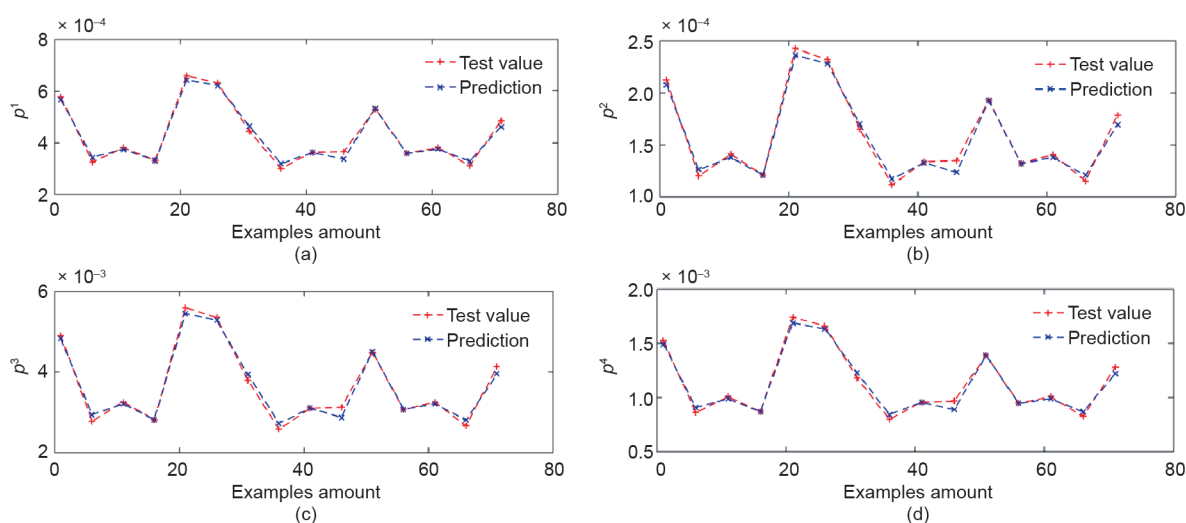 × 10⁻⁴
8
6
4
2
p¹
Test value
Prediction
0 20 40 60 80
Examples amount
(a)
× 10⁻⁴
2.5
2.0
1.5
1.0
p²
Test value
Prediction
0 20 40 60 80
Examples amount
(b)
× 10⁻³
6
4
2
p³
Test value
Prediction
0 20 40 60 80
Examples amount
(c)
× 10⁻³
2.0
1.5
1.0
0.5
p⁴
Test value
Prediction
0 20 40 60 80
Examples amount
(d)